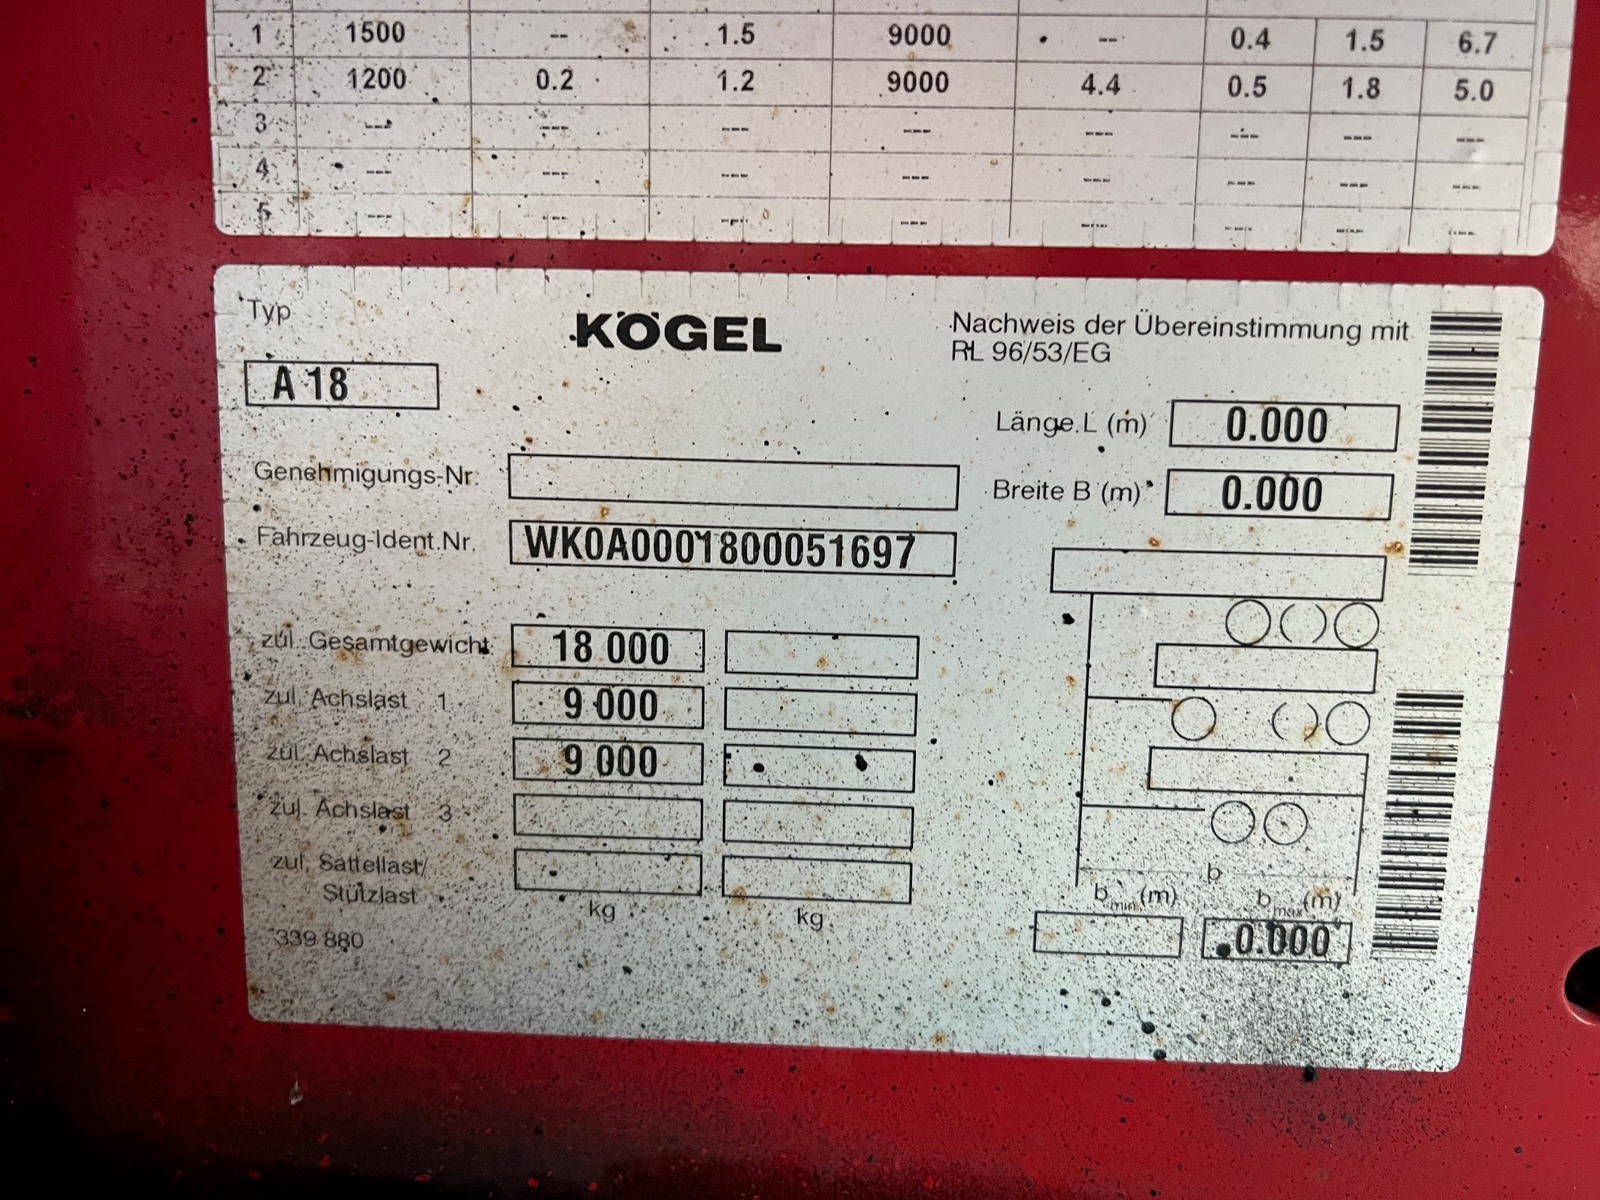 1 1500 -- 1.5 9000 -- 0.4 1.5 6.7
2 1200 0.2 1.2 9000 4.4 0.5 1.8 5.0
3 --- --- --- --- --- --- --- ---
4 --- --- --- --- --- --- --- ---
5 --- --- --- --- --- --- --- ---
Typ
KÖGEL
Nachweis der Übereinstimmung mit
RL 96/53/EG
A 18
Länge L (m) 0.000
Genehmigungs-Nr.
Breite B (m) 0.000
Fahrzeug-Ident.Nr. WK0A0001800051697
zul. Gesamtgewicht 18 000
zul. Achslast 1 9 000
zul. Achslast 2 9 000
zul. Achslast 3
zul. Sattellast/
Stützlast
kg kg
b
b min (m) b max (m)
0.000
339 880